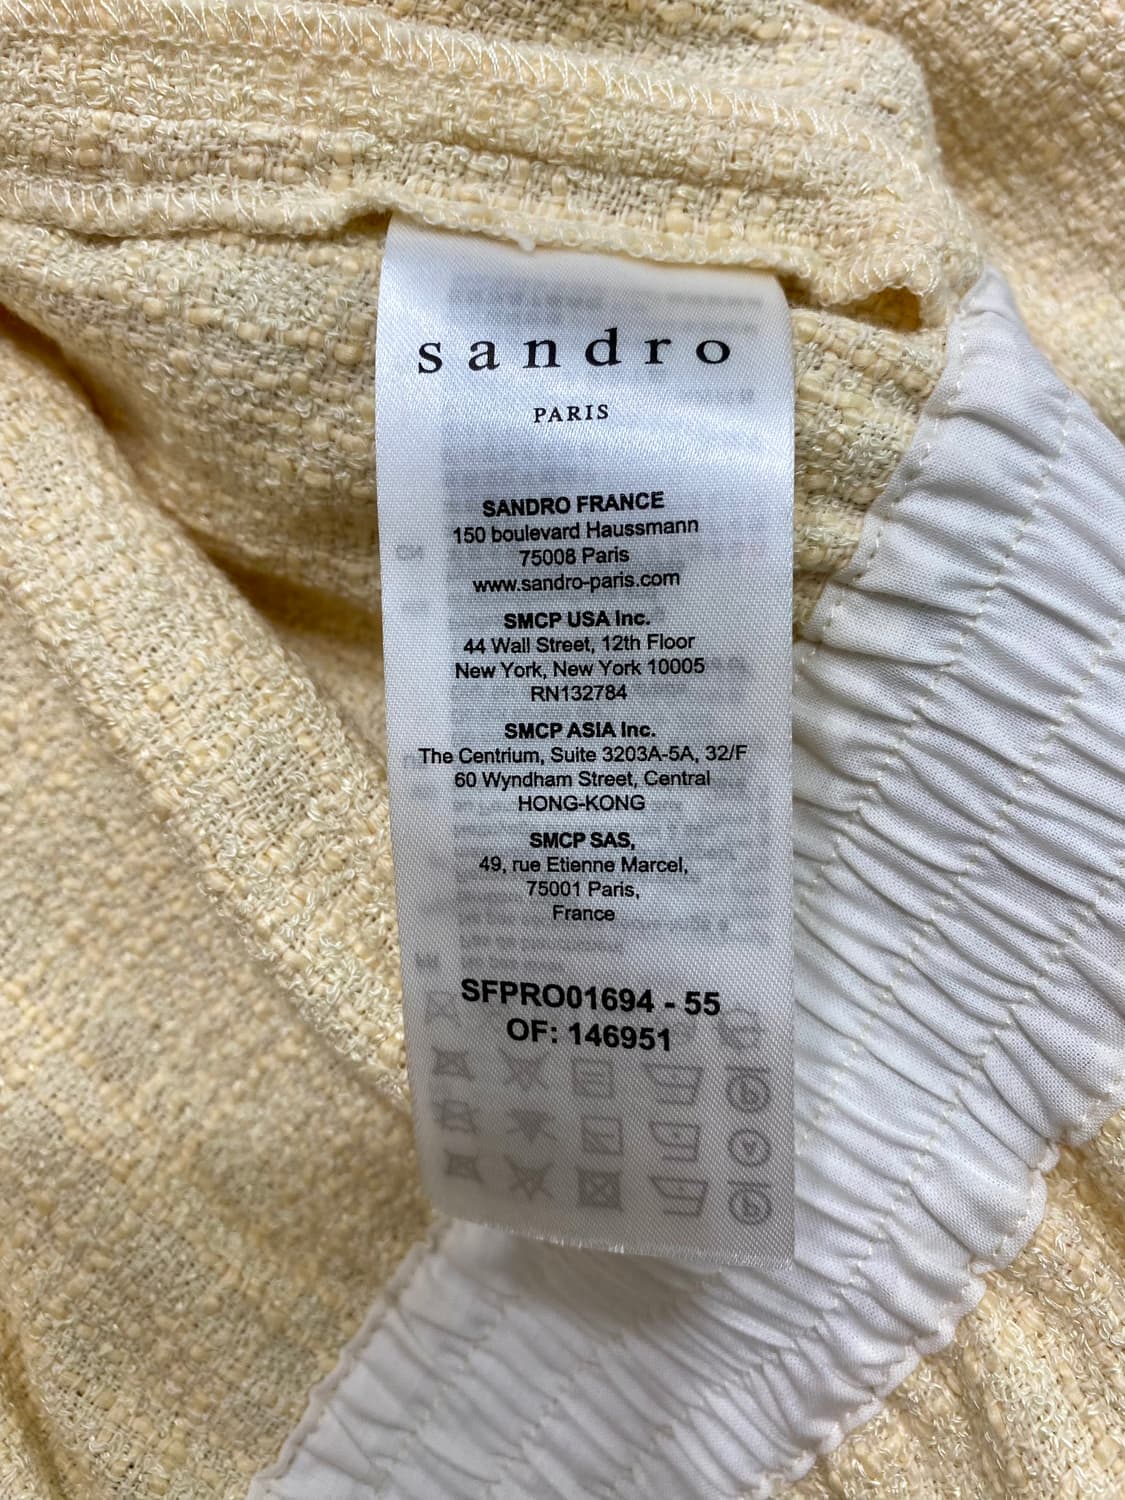 sandro
PARIS
SANDRO FRANCE
150 boulevard Haussmann
75008 Paris
www.sandro-paris.com
SMCP USA Inc.
44 Wall Street, 12th Floor
New York, New York 10005
RN132784
SMCP ASIA Inc.
The Centrium, Suite 3203A-5A, 32/F
60 Wyndham Street, Central
HONG-KONG
SMCP SAS,
49, rue Etienne Marcel,
75001 Paris,
France
SFPRO01694 - 55
OF: 146951